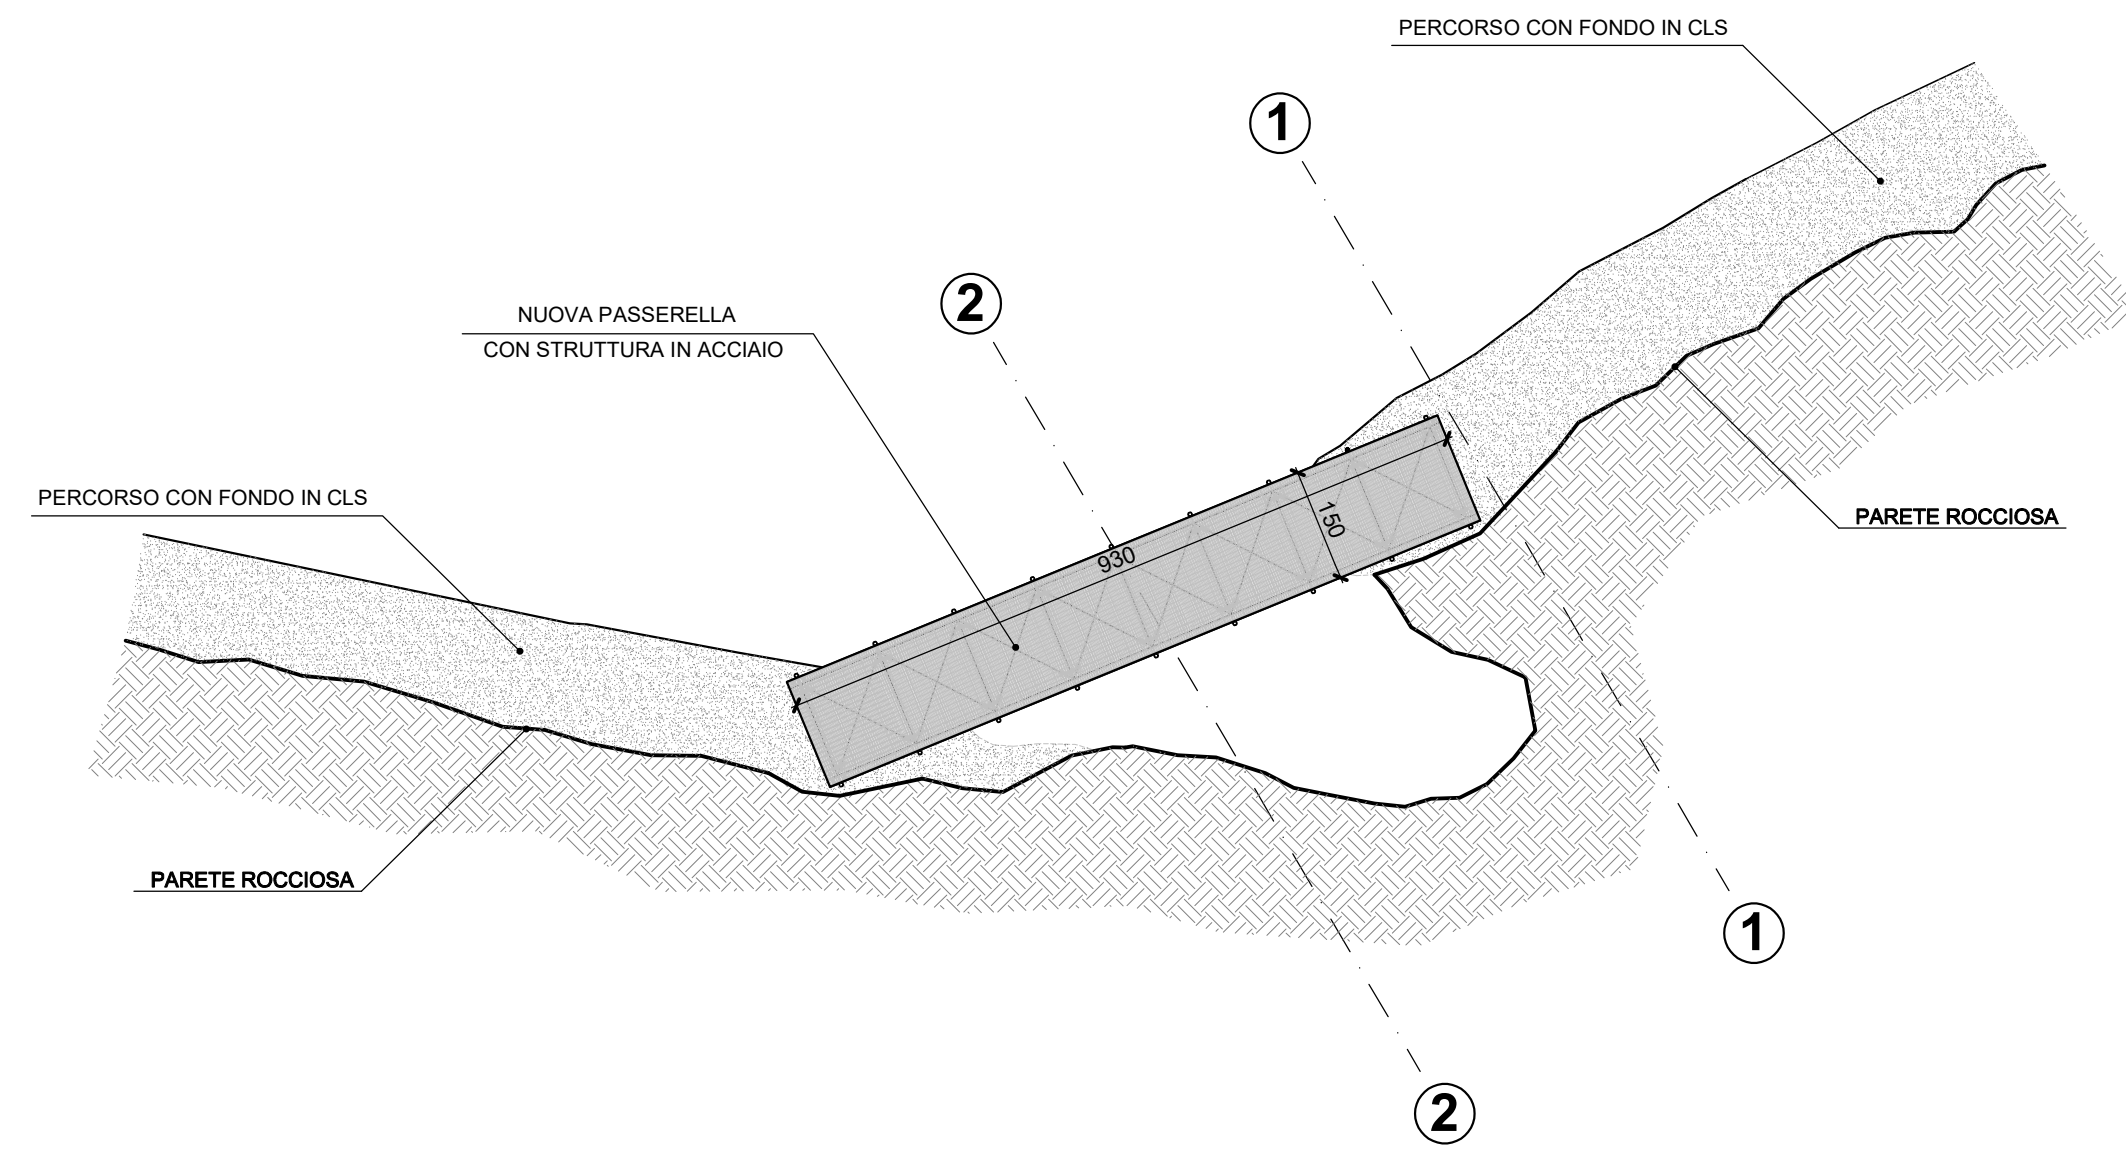 PERCORSO CON FONDO IN CLS
1
2
NUOVA PASSERELLA
CON STRUTTURA IN ACCIAIO
PERCORSO CON FONDO IN CLS
150
PARETE ROCCIOSA
930
PARETE ROCCIOSA
1
2